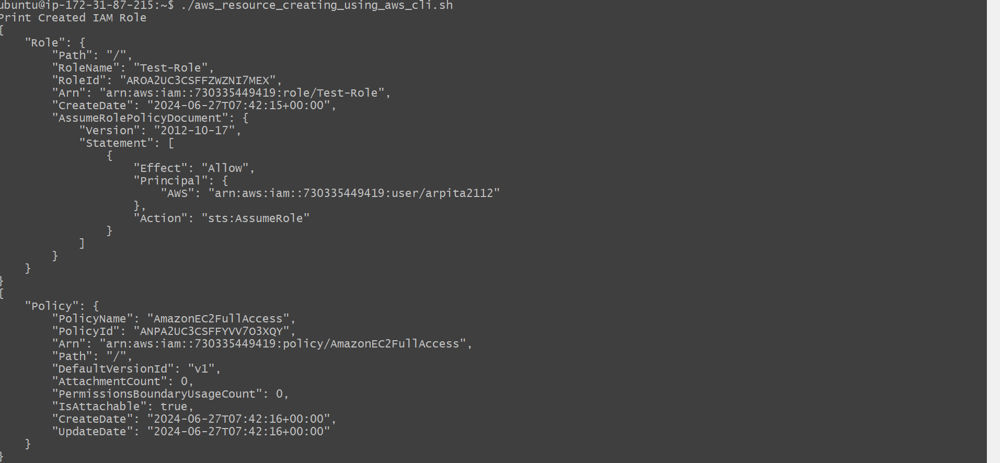 ubuntu@ip-172-31-87-215:~$ ./aws_resource_creating_using_aws_cli.sh
Print Created IAM Role
{
    "Role": {
        "Path": "/",
        "RoleName": "Test-Role",
        "RoleId": "AROA2UC3CSFFZWZNI7MEX",
        "Arn": "arn:aws:iam::730335449419:role/Test-Role",
        "CreateDate": "2024-06-27T07:42:15+00:00",
        "AssumeRolePolicyDocument": {
            "Version": "2012-10-17",
            "Statement": [
                {
                    "Effect": "Allow",
                    "Principal": {
                        "AWS": "arn:aws:iam::730335449419:user/arpita2112"
                    },
                    "Action": "sts:AssumeRole"
                }
            ]
        }
    }
}
{
    "Policy": {
        "PolicyName": "AmazonEC2FullAccess",
        "PolicyId": "ANPA2UC3CSFFYVV7O3XQY",
        "Arn": "arn:aws:iam::730335449419:policy/AmazonEC2FullAccess",
        "Path": "/",
        "DefaultVersionId": "v1",
        "AttachmentCount": 0,
        "PermissionsBoundaryUsageCount": 0,
        "IsAttachable": true,
        "CreateDate": "2024-06-27T07:42:16+00:00",
        "UpdateDate": "2024-06-27T07:42:16+00:00"
    }
}